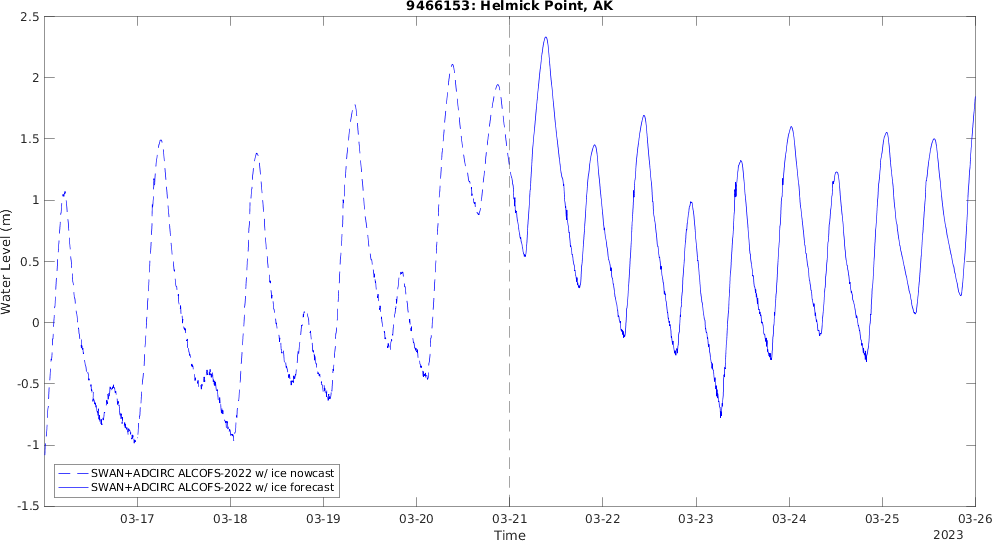 9466153: Helmick Point, AK
2.5
2
1.5
1
0.5
0
-0.5
-1
-1.5
Water Level (m)
SWAN+ADCIRC ALCOFS-2022 w/ ice nowcast
SWAN+ADCIRC ALCOFS-2022 w/ ice forecast
03-17 03-18 03-19 03-20 03-21 03-22 03-23 03-24 03-25 03-26
Time
2023